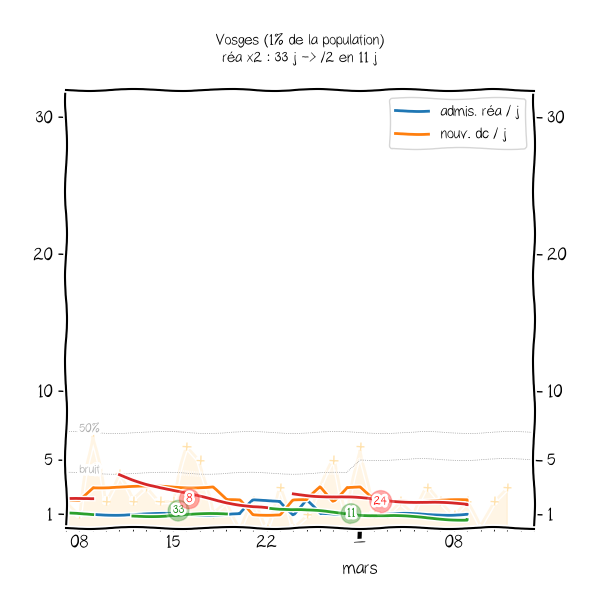 Vosges (1% de la population)
réa x2 : 33 j -> /2 en 11 j
admis. réa / j
nouv. dc / j
30 30
20 20
10 10
50%
5 5
bruit
8
33
11
24
1 1
08 15 22 1 08
mars